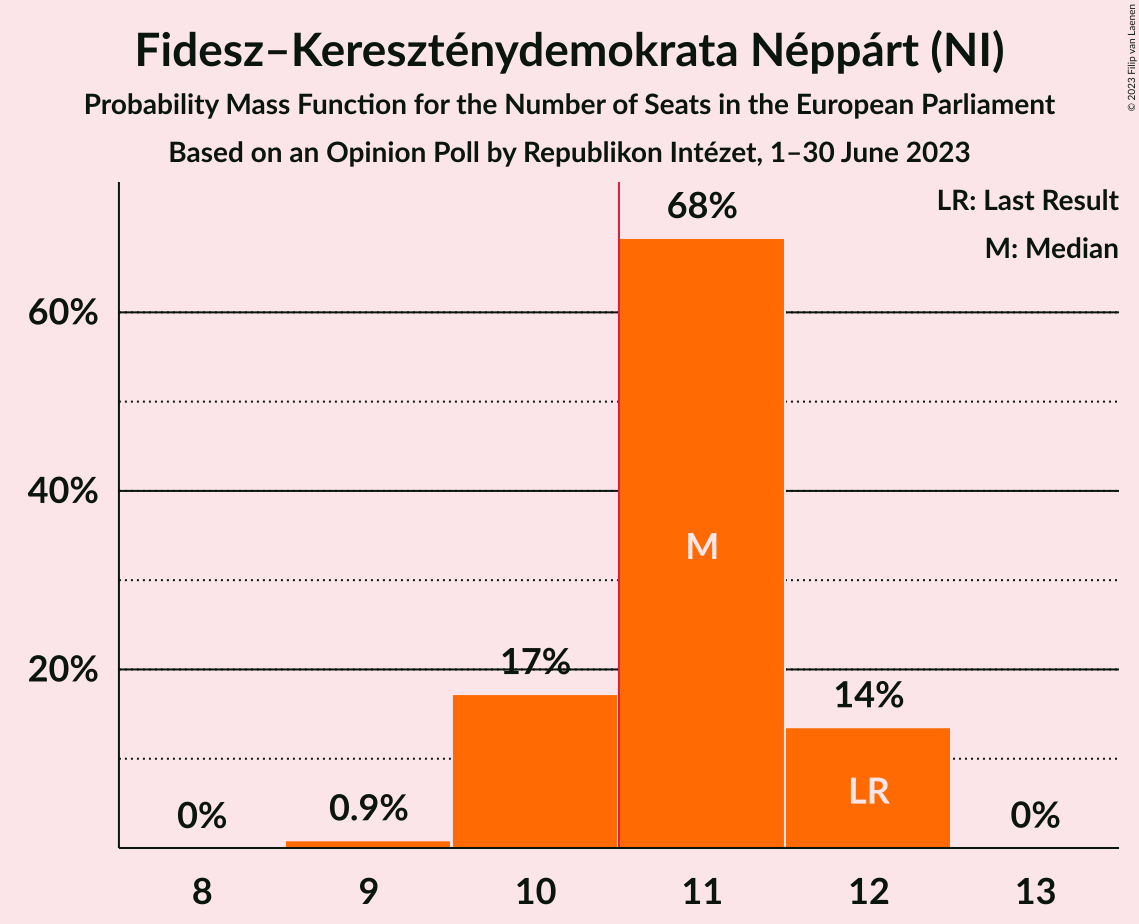 Fidesz–Kereszténydemokrata Néppárt (NI)
Probability Mass Function for the Number of Seats in the European Parliament
Based on an Opinion Poll by Republikon Intézet, 1–30 June 2023
© 2023 Filip van Laenen
LR: Last Result
M: Median
68%
60%
40%
M
20%
17%
14%
LR
0%
0.9%
0%
8
9
10
11
12
13